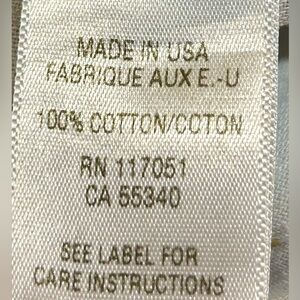 MADE IN USA
FABRIQUE AUX E.-U
100% COTTON/COTON
RN 117051
CA 55340
SEE LABEL FOR
CARE INSTRUCTIONS